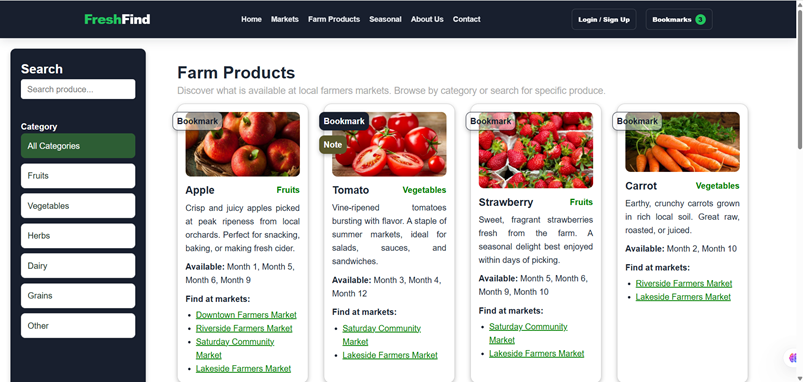 FreshFind
Home Markets Farm Products Seasonal About Us Contact
Login / Sign Up
Bookmarks 3
Search
Search produce...
Category
All Categories
Fruits
Vegetables
Herbs
Dairy
Grains
Other
Farm Products
Discover what is available at local farmers markets. Browse by category or search for specific produce.
Bookmark
Apple Fruits
Crisp and juicy apples picked
at peak ripeness from local
orchards. Perfect for snacking,
baking, or making fresh cider.
Available: Month 1, Month 5,
Month 6, Month 9
Find at markets:
Downtown Farmers Market
Riverside Farmers Market
Saturday Community
Market
Lakeside Farmers Market
Bookmark
Note
Tomato Vegetables
Vine-ripened tomatoes
bursting with flavor. A staple of
summer markets, ideal for
salads, sauces, and
sandwiches.
Available: Month 3, Month 4,
Month 12
Find at markets:
Saturday Community
Market
Lakeside Farmers Market
Bookmark
Strawberry Fruits
Sweet, fragrant strawberries
fresh from the farm. A
seasonal delight best enjoyed
within days of picking.
Available: Month 5, Month 6,
Month 9, Month 10
Find at markets:
Saturday Community
Market
Lakeside Farmers Market
Bookmark
Carrot Vegetables
Earthy, crunchy carrots grown
in rich local soil. Great raw,
roasted, or juiced.
Available: Month 2, Month 10
Find at markets:
Riverside Farmers Market
Lakeside Farmers Market